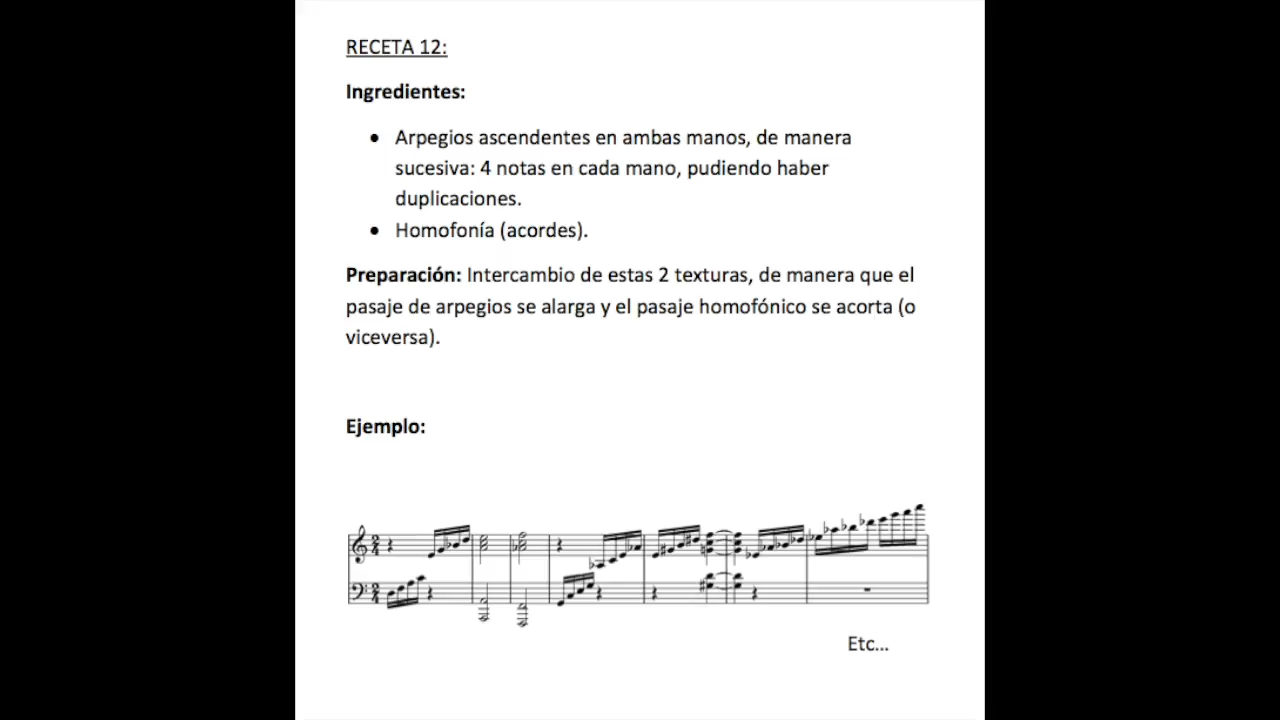 RECETA 12:
Ingredientes:
• Arpegios ascendentes en ambas manos, de manera
sucesiva: 4 notas en cada mano, pudiendo haber
duplicaciones.
• Homofonía (acordes).
Preparación: Intercambio de estas 2 texturas, de manera que el
pasaje de arpegios se alarga y el pasaje homofónico se acorta (o
viceversa).
Ejemplo:
Etc...